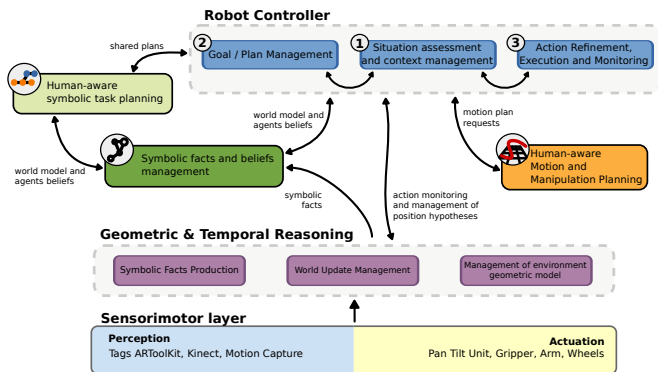 Robot Controller
2
Goal / Plan Management
1
Situation assessment
and context management
3
Action Refinement,
Execution and Monitoring
shared plans
Human-aware
symbolic task planning
world model and
agents beliefs
motion plan
requests
Symbolic facts and beliefs
management
Human-aware
Motion and
Manipulation Planning
world model and
agents beliefs
symbolic
facts
action monitoring
and management of
position hypotheses
Geometric & Temporal Reasoning
Symbolic Facts Production
World Update Management
Management of environment
geometric model
Sensorimotor layer
Perception
Tags ARToolKit, Kinect, Motion Capture
Actuation
Pan Tilt Unit, Gripper, Arm, Wheels